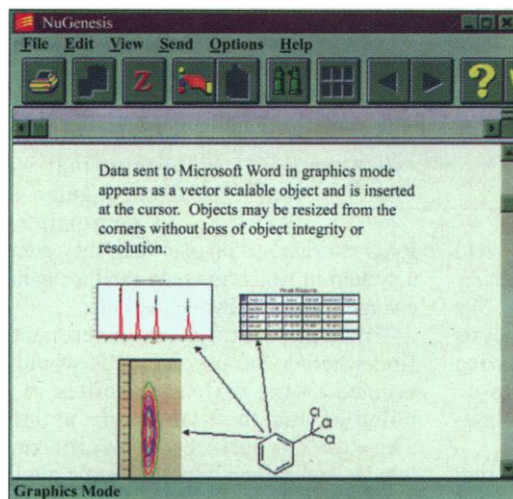 NuGenesis
File Edit View Send Options Help
Z
?
Data sent to Microsoft Word in graphics mode
appears as a vector scalable object and is inserted
at the cursor. Objects may be resized from the
corners without loss of object integrity or
resolution.
Cl
Cl
Cl
Graphics Mode